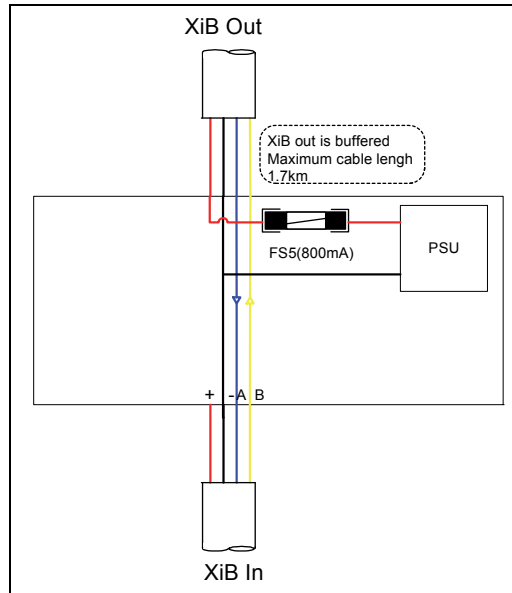 XiB Out
XiB out is buffered
Maximum cable lengh
1.7km
FS5(800mA)
PSU
+ -A B
XiB In